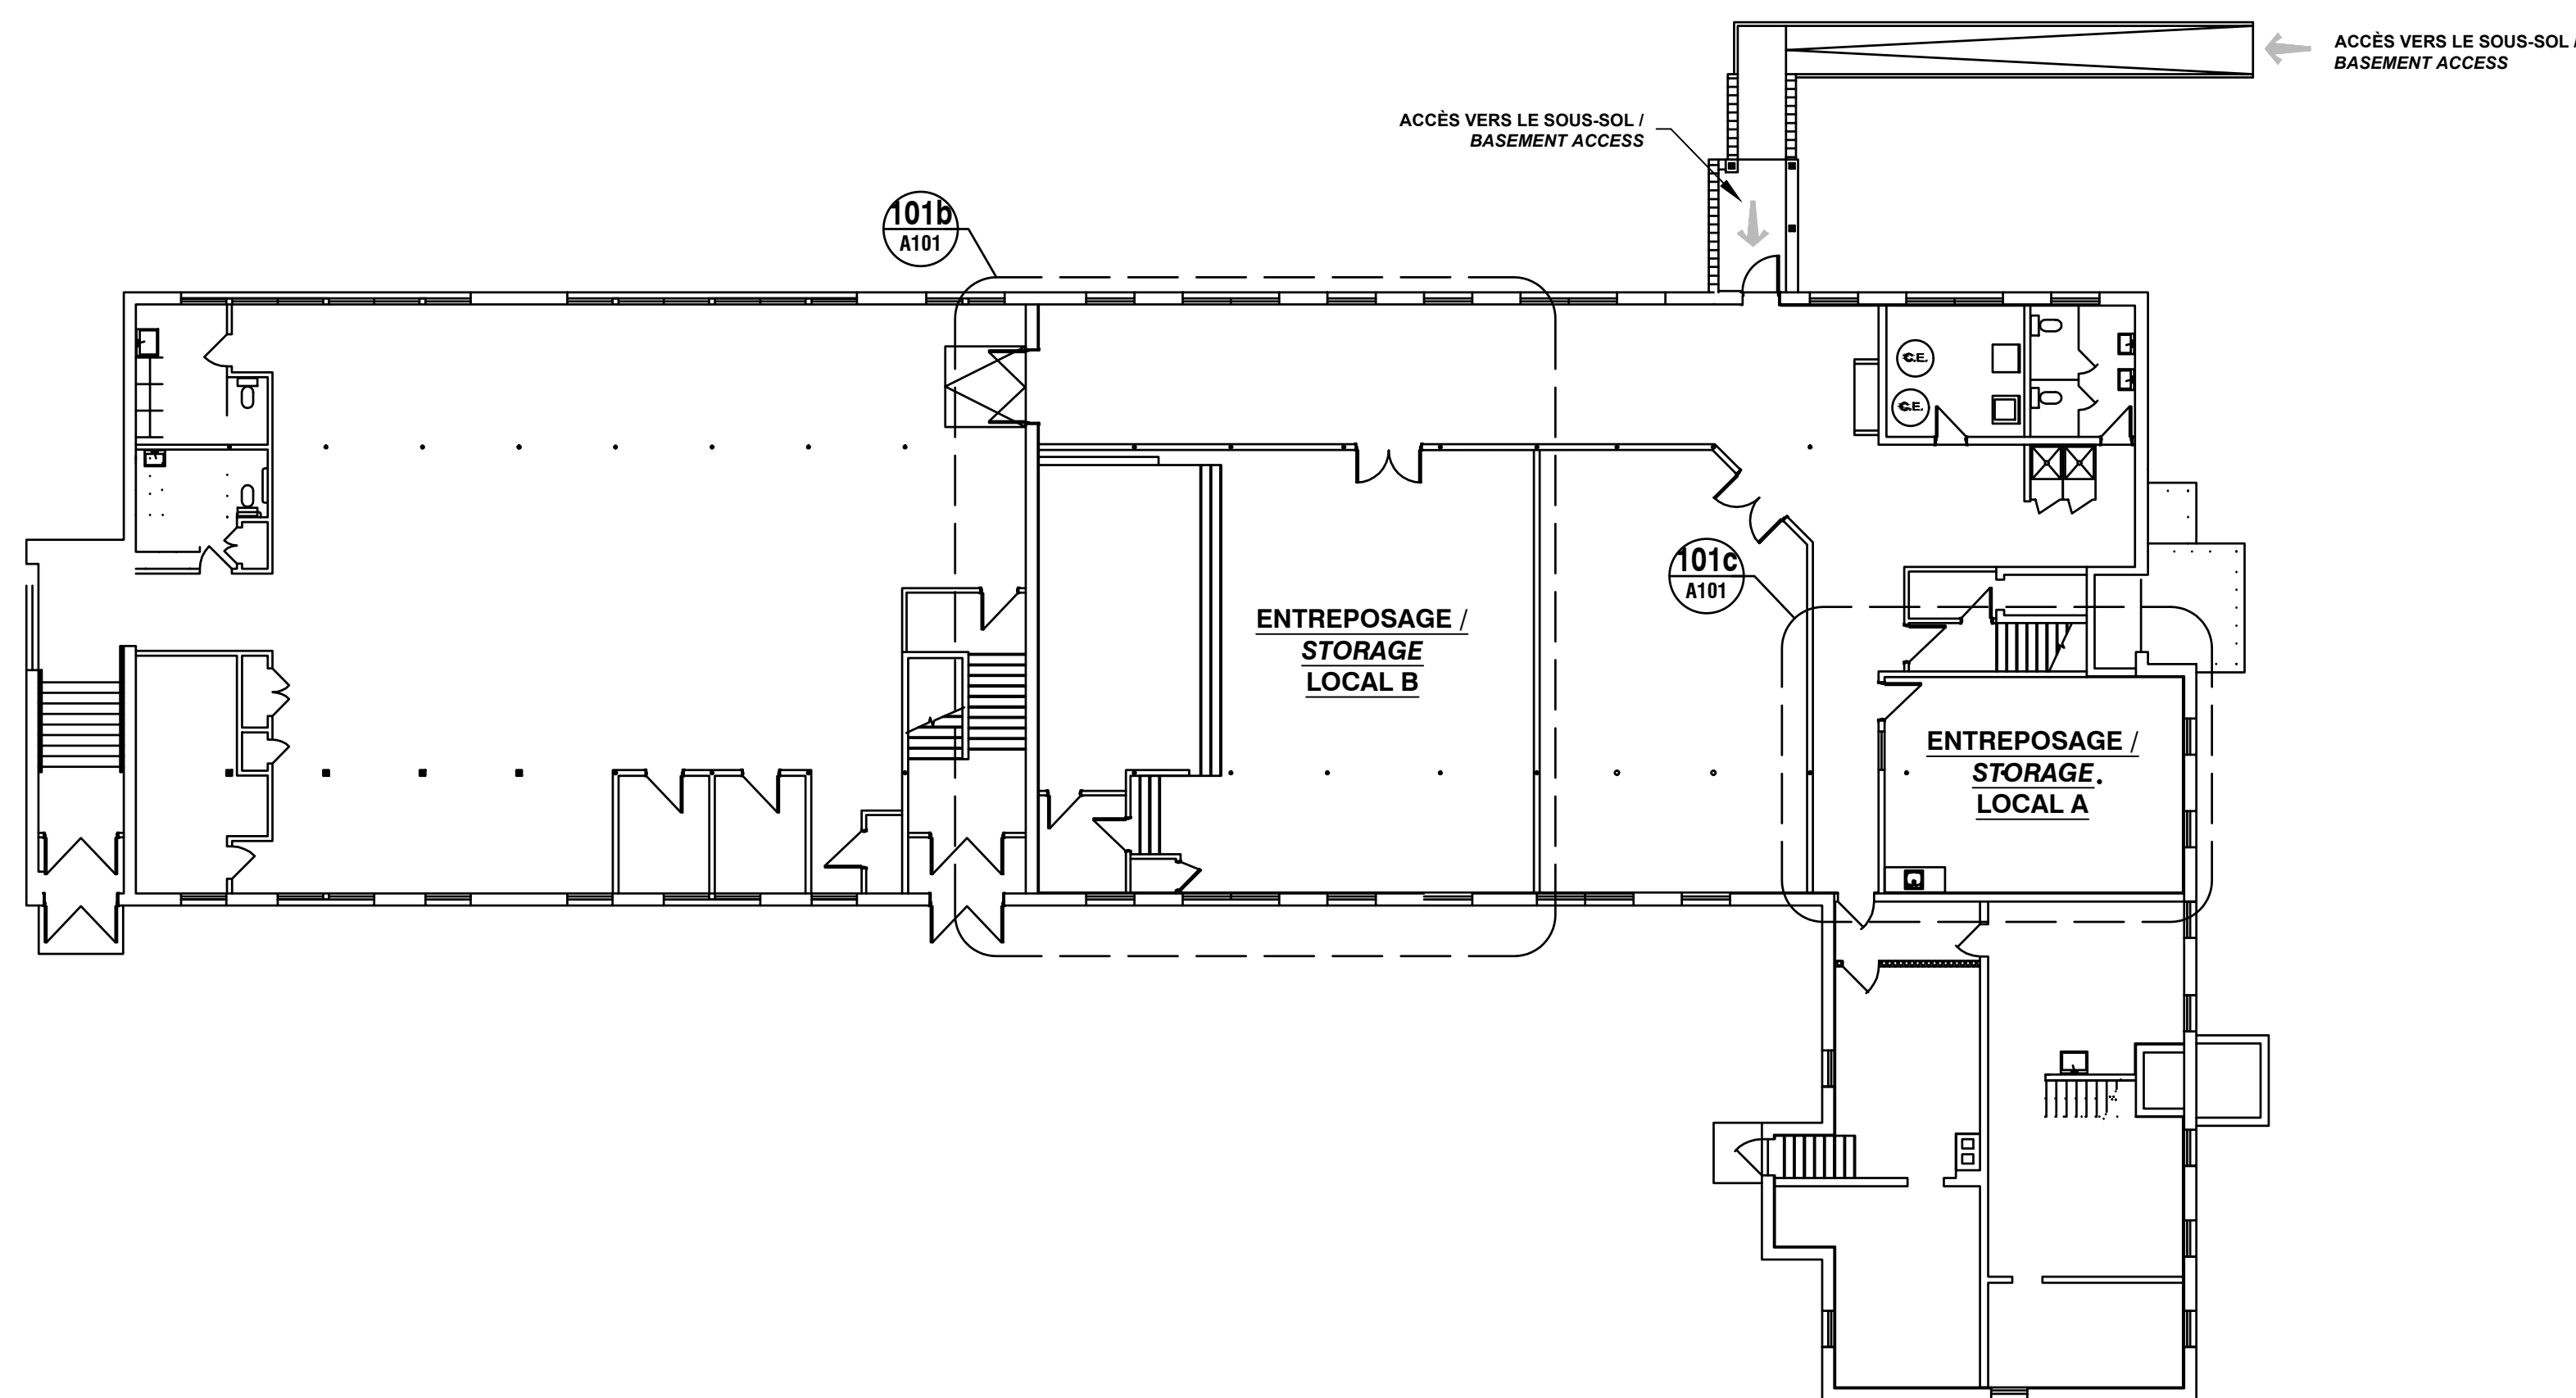 ACCÈS VERS LE SOUS-SOL /
BASEMENT ACCESS
ACCÈS VERS LE SOUS-SOL /
BASEMENT ACCESS
101b
A101
C.E.
C.E.
101c
A101
ENTREPOSAGE /
STORAGE
LOCAL B
ENTREPOSAGE /
STORAGE
LOCAL A